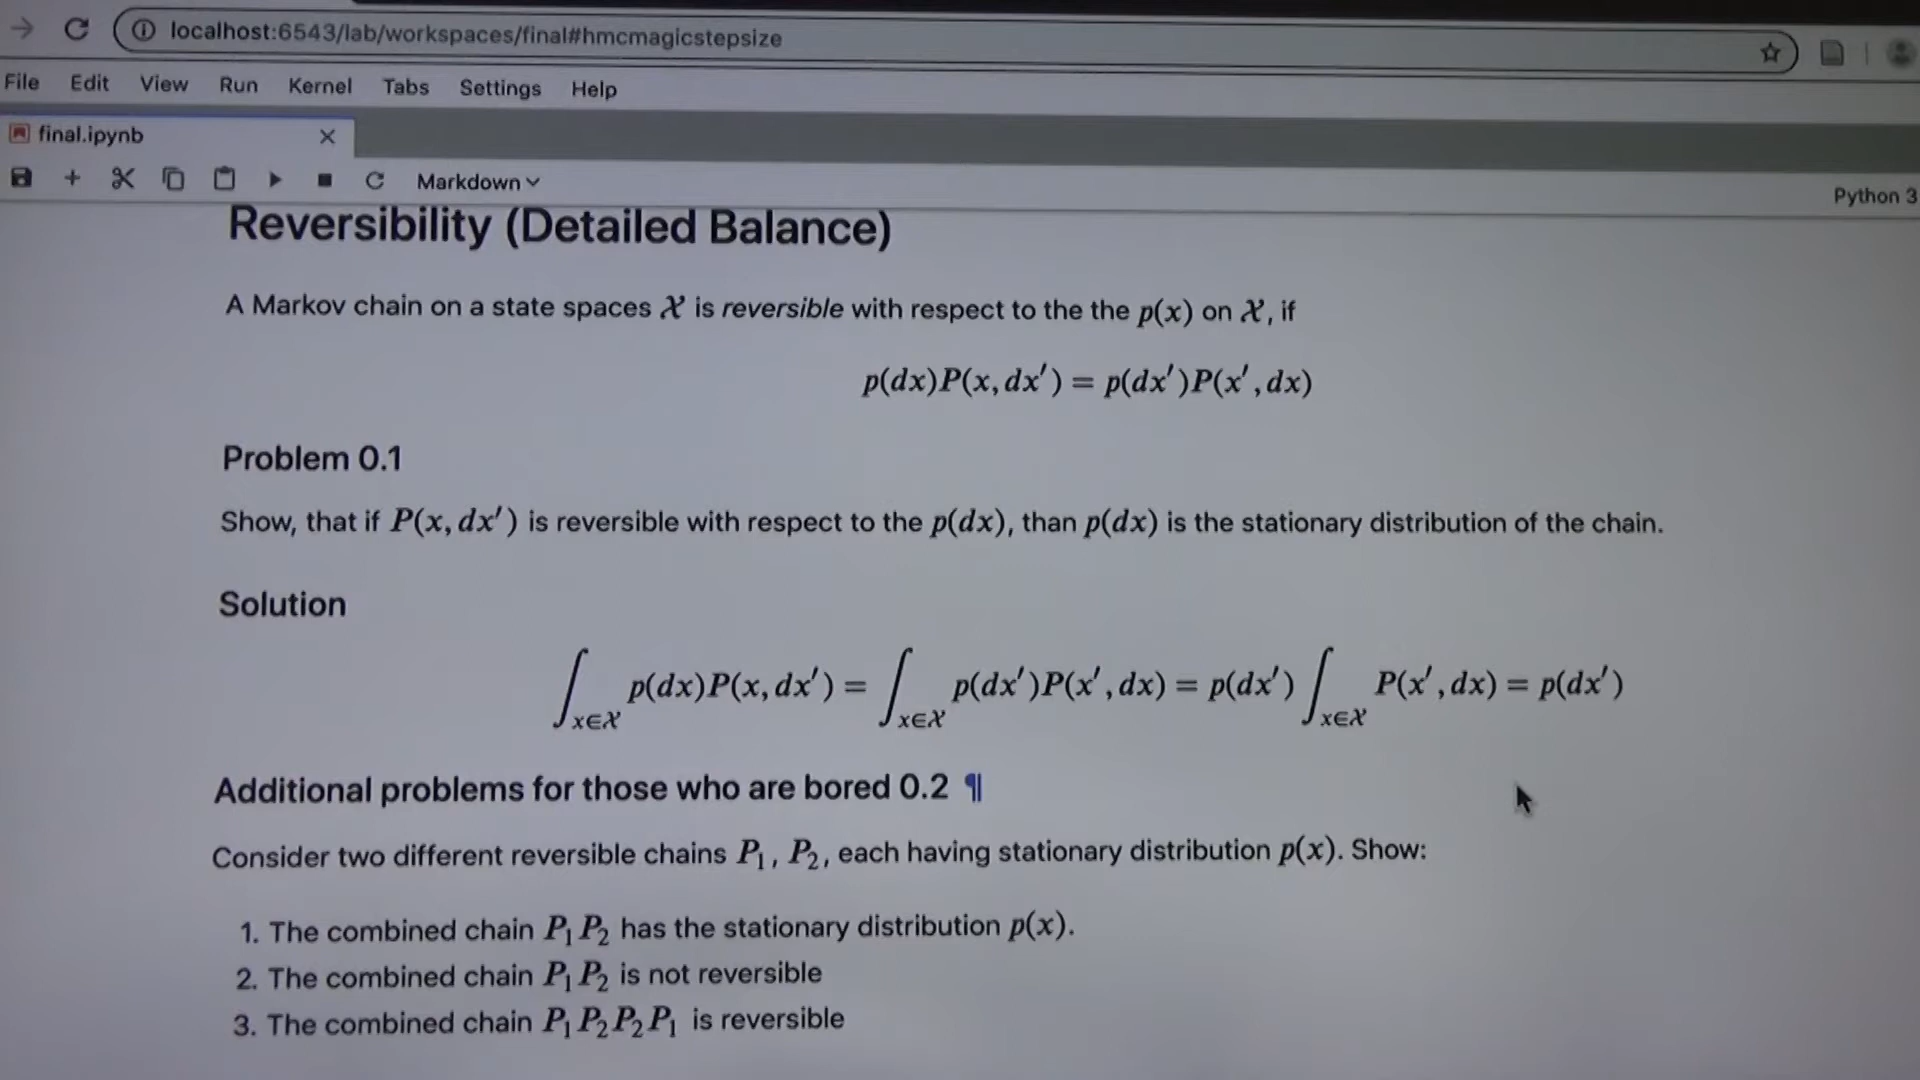 localhost:6543/lab/workspaces/final#hmcmagicstepsize
File Edit View Run Kernel Tabs Settings Help
final.ipynb
Markdown
Python 3
Reversibility (Detailed Balance)
A Markov chain on a state spaces 𝒳 is reversible with respect to the the p(x) on 𝒳, if
p(dx)P(x, dx′) = p(dx′)P(x′, dx)
Problem 0.1
Show, that if P(x, dx′) is reversible with respect to the p(dx), than p(dx) is the stationary distribution of the chain.
Solution
∫x∈𝒳 p(dx)P(x, dx′) = ∫x∈𝒳 p(dx′)P(x′, dx) = p(dx′) ∫x∈𝒳 P(x′, dx) = p(dx′)
Additional problems for those who are bored 0.2 ¶
Consider two different reversible chains P₁, P₂, each having stationary distribution p(x). Show:
1. The combined chain P₁P₂ has the stationary distribution p(x).
2. The combined chain P₁P₂ is not reversible
3. The combined chain P₁P₂P₂P₁ is reversible